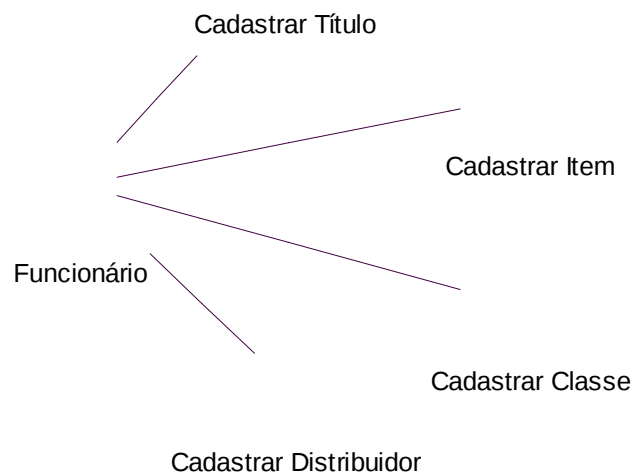 Cadastrar Título
Cadastrar Item
Funcionário
Cadastrar Classe
Cadastrar Distribuidor